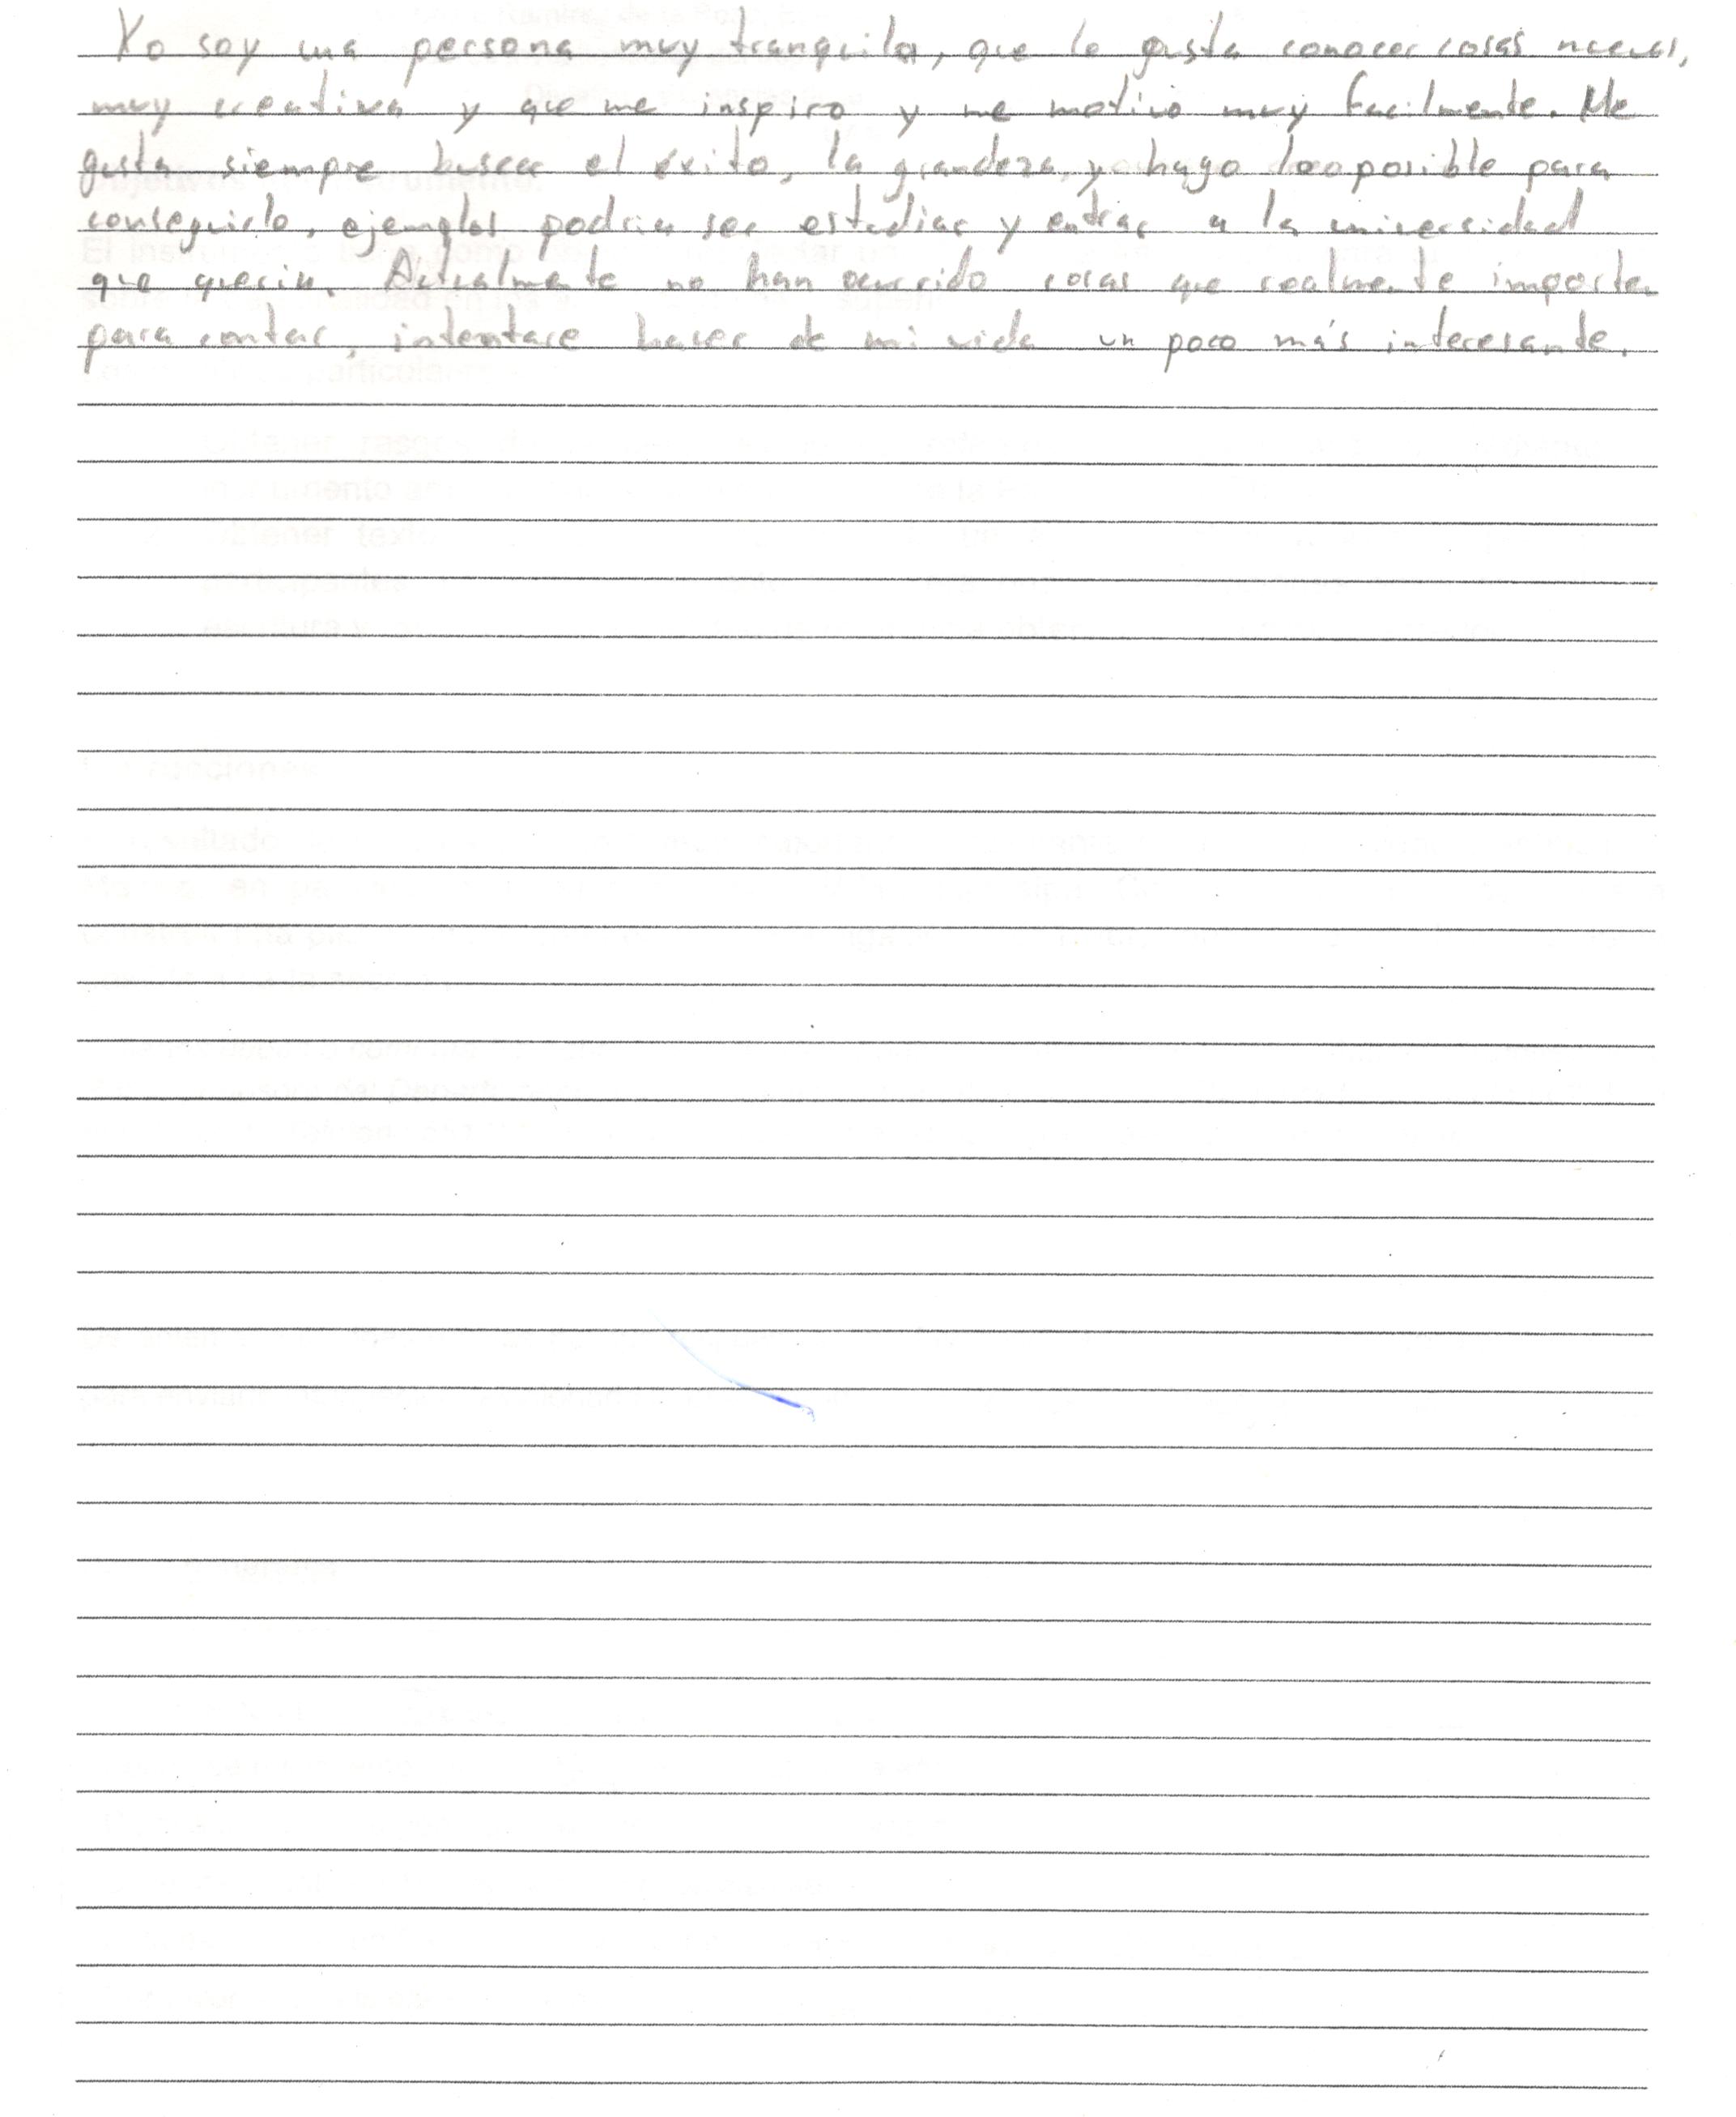 Yo soy una persona muy tranquila, que le gusta conocer cosas nuevas,
muy creativa y que me inspiro y me motivo muy facilmente. Me
gusta siempre buscar el éxito, la grandeza, y hago lo posible para
conseguirlo, ejemplos podria ser estudiar y entrar a la universidad
que queria. Actualmente no han ocurrido cosas que realmente importen
para contar, intentare hacer de mi vida un poco más interesante.